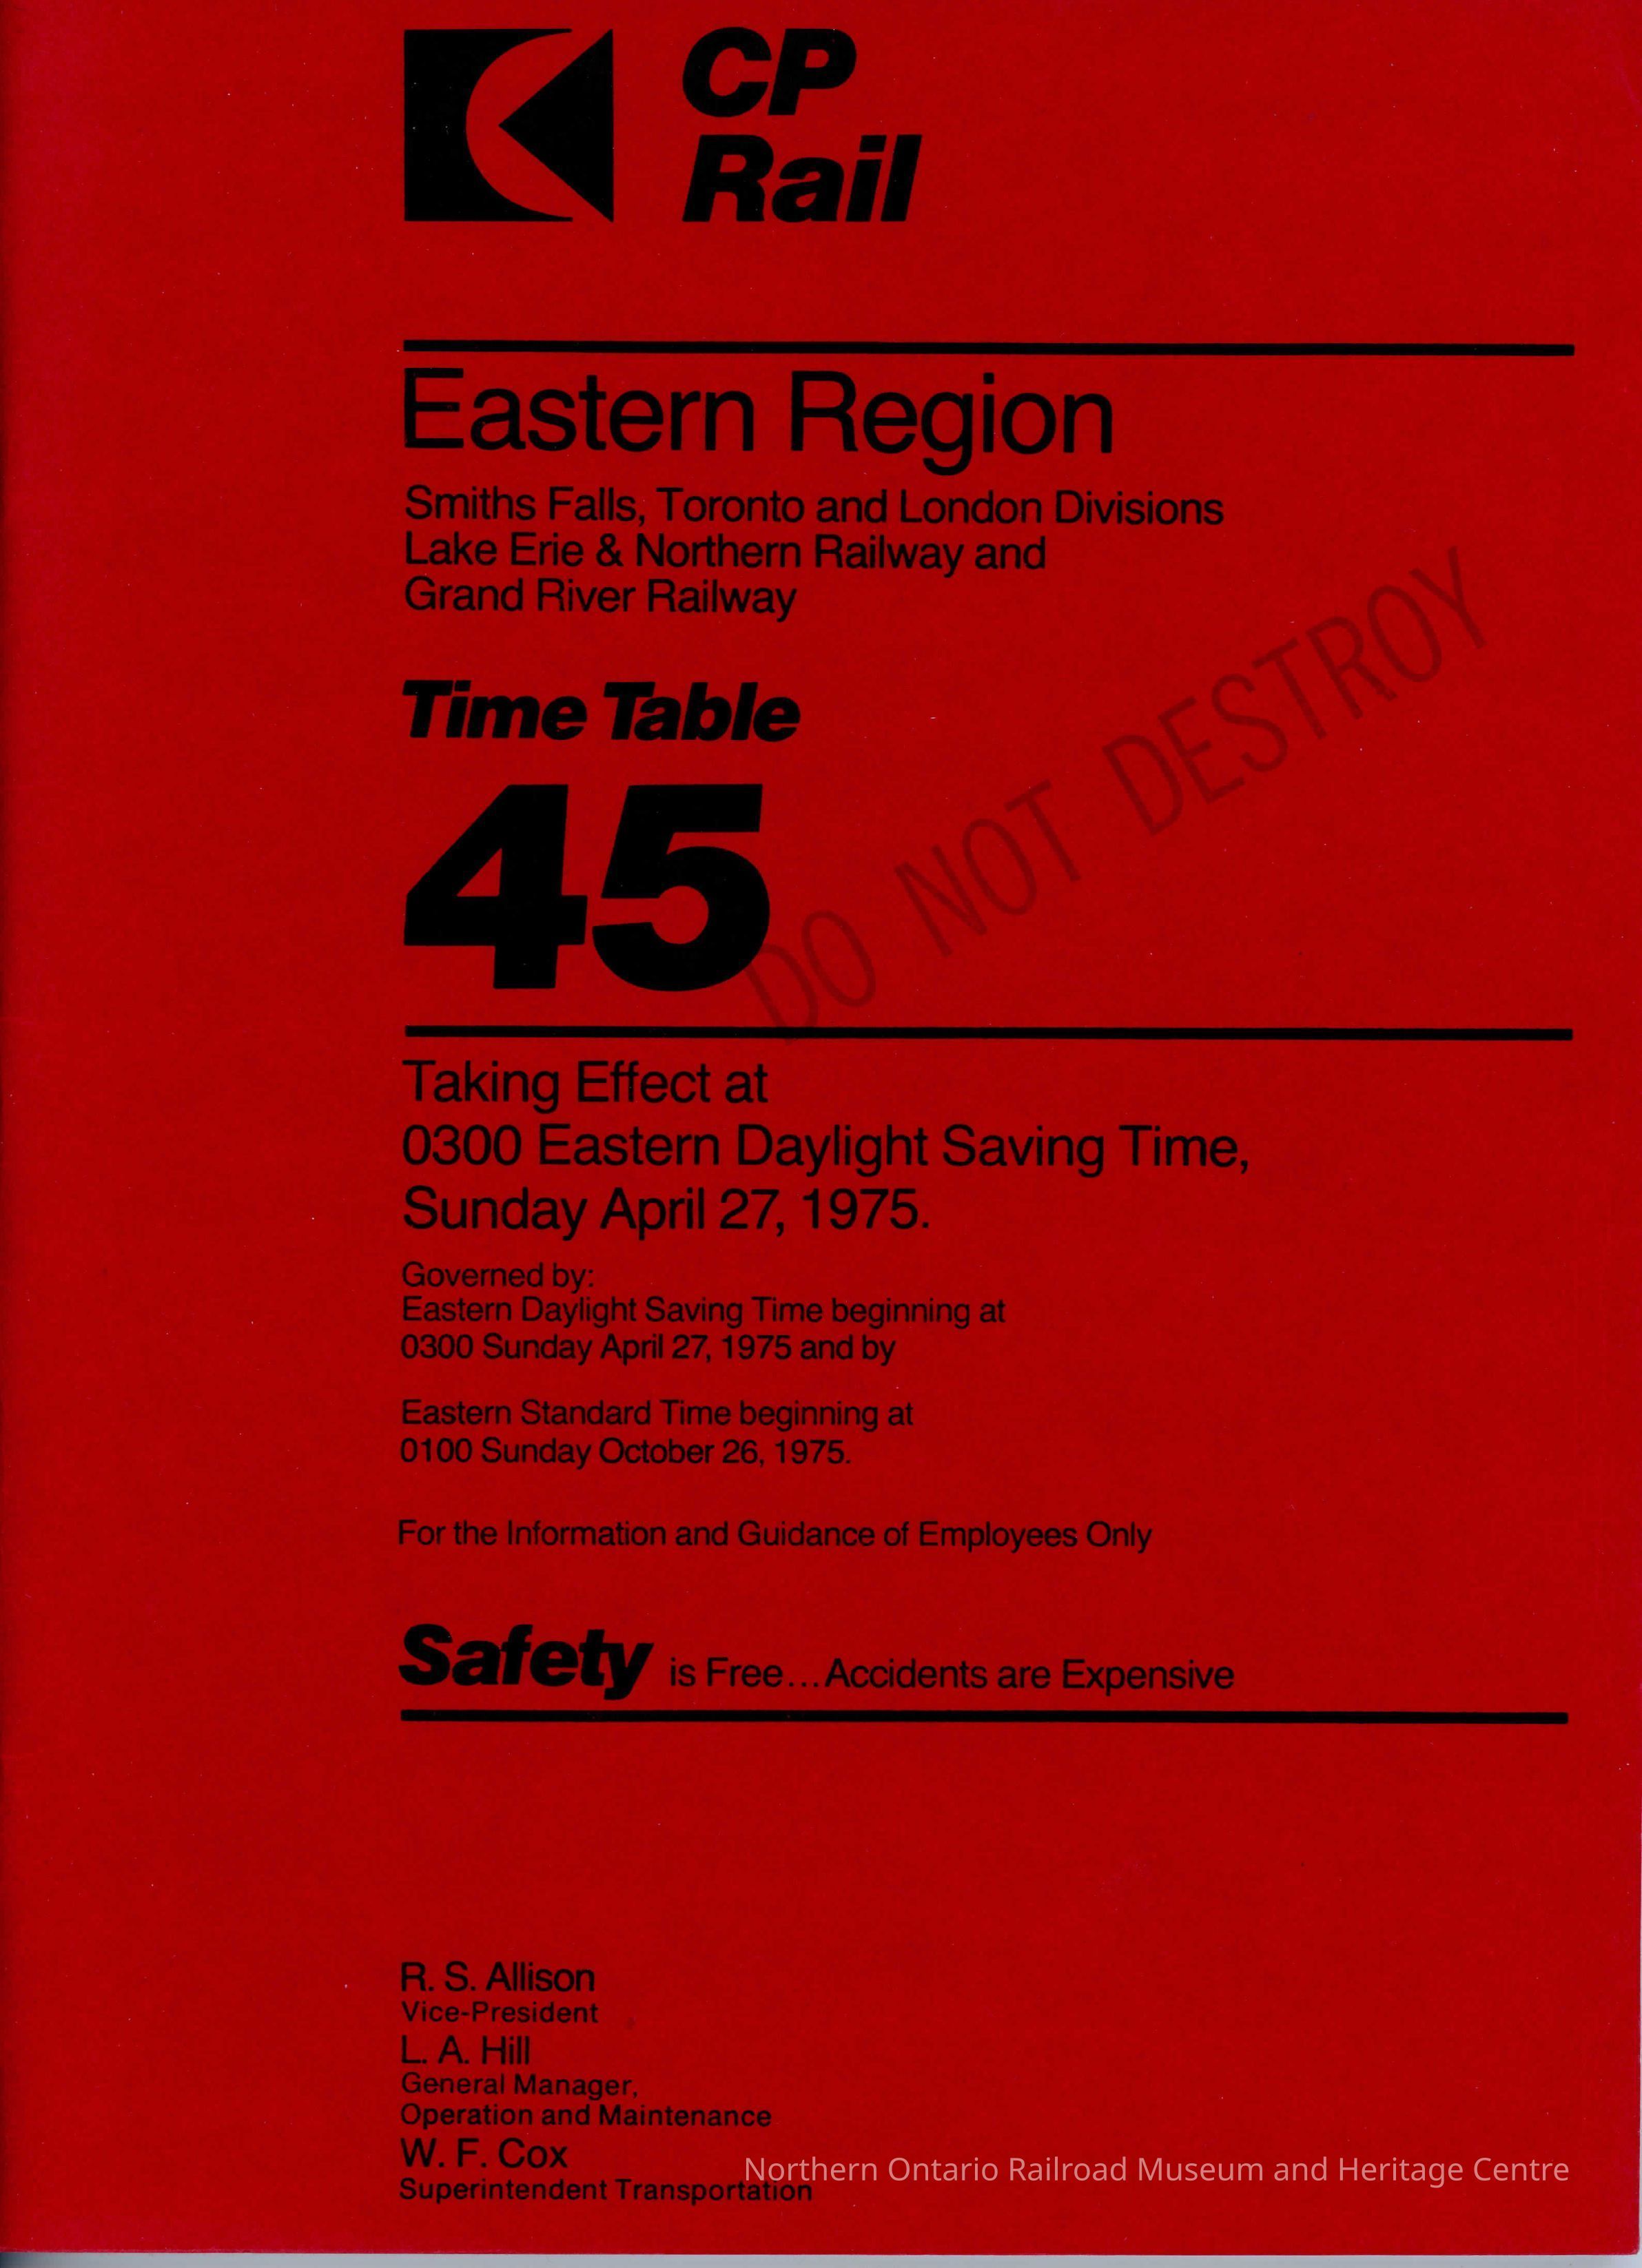 CP
Rail
Eastern Region
Smiths Falls, Toronto and London Divisions
Lake Erie & Northern Railway and
Grand River Railway
Time Table
45
DO NOT DESTROY
Taking Effect at
0300 Eastern Daylight Saving Time,
Sunday April 27, 1975.
Governed by:
Eastern Daylight Saving Time beginning at
0300 Sunday April 27, 1975 and by
Eastern Standard Time beginning at
0100 Sunday October 26, 1975.
For the Information and Guidance of Employees Only
Safety is Free...Accidents are Expensive
R. S. Allison
Vice-President
L. A. Hill
General Manager,
Operation and Maintenance
W. F. Cox
Superintendent Transportation
Northern Ontario Railroad Museum and Heritage Centre